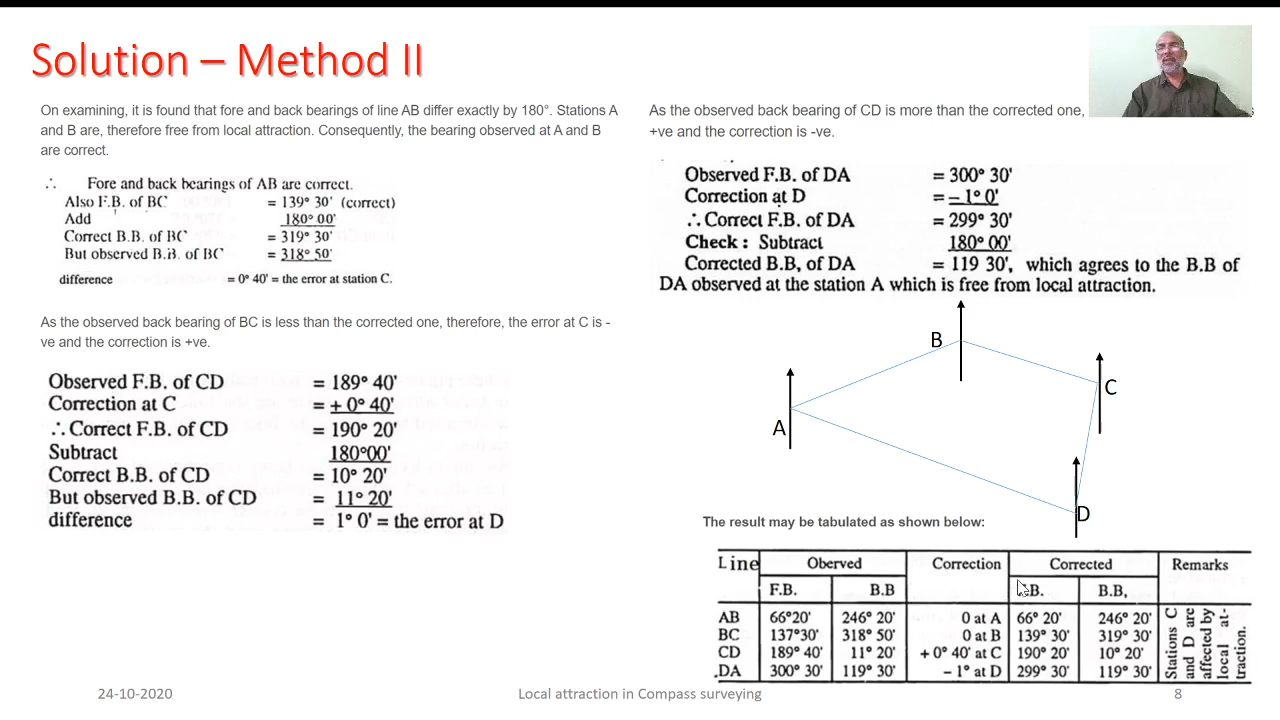 Solution – Method II
On examining, it is found that fore and back bearings of line AB differ exactly by 180°. Stations A
and B are, therefore free from local attraction. Consequently, the bearing observed at A and B
are correct.
∴ Fore and back bearings of AB are correct.
Also F.B. of BC = 139° 30' (correct)
Add 180° 00'
Correct B.B. of BC = 319° 30'
But observed B.B. of BC = 318° 50'
difference = 0° 40' = the error at station C.
As the observed back bearing of BC is less than the corrected one, therefore, the error at C is -
ve and the correction is +ve.
Observed F.B. of CD = 189° 40'
Correction at C = + 0° 40'
∴ Correct F.B. of CD = 190° 20'
Subtract 180°00'
Correct B.B. of CD = 10° 20'
But observed B.B. of CD = 11° 20'
difference = 1° 0' = the error at D
As the observed back bearing of CD is more than the corrected one,
+ve and the correction is -ve.
Observed F.B. of DA = 300° 30'
Correction at D = – 1° 0'
∴ Correct F.B. of DA = 299° 30'
Check : Subtract 180° 00'
Corrected B.B, of DA = 119 30', which agrees to the B.B of
DA observed at the station A which is free from local attraction.
B
C
A
D
The result may be tabulated as shown below:
Line Oberved Correction Corrected Remarks
F.B. B.B .B. B.B,
AB 66°20' 246° 20' 0 at A 66° 20' 246° 20'
BC 137°30' 318° 50' 0 at B 139° 30' 319° 30'
CD 189° 40' 11° 20' + 0° 40' at C 190° 20' 10° 20'
.DA 300° 30' 119° 30' – 1° at D 299° 30' 119° 30'
Stations C
and D are
affected by
local at-
traction.
24-10-2020 Local attraction in Compass surveying 8